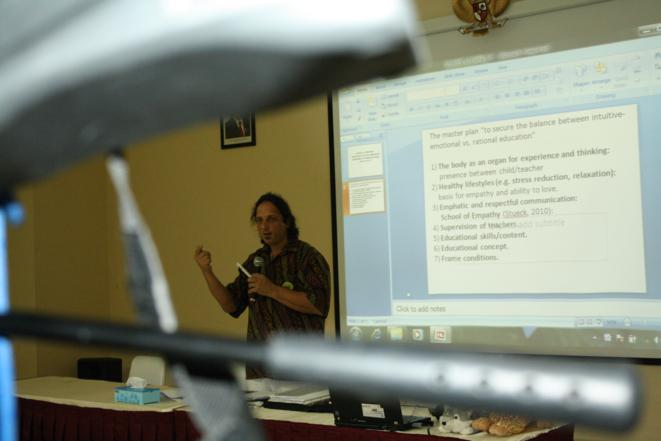 The master plan "to secure the balance between intuitive-
emotional vs. rational education"
1) The body as an organ for experience and thinking:
presence between child/teacher
2) Healthy lifestyles (e.g. stress reduction, relaxation):
basis for empathy and ability to love.
3) Emphatic and respectful communication:
School of Empathy (Stueck, 2010):
4) Supervision of teachers. add subtitle
5) Educational skills/content.
6) Educational concept.
7) Frame conditions.
Click to add notes